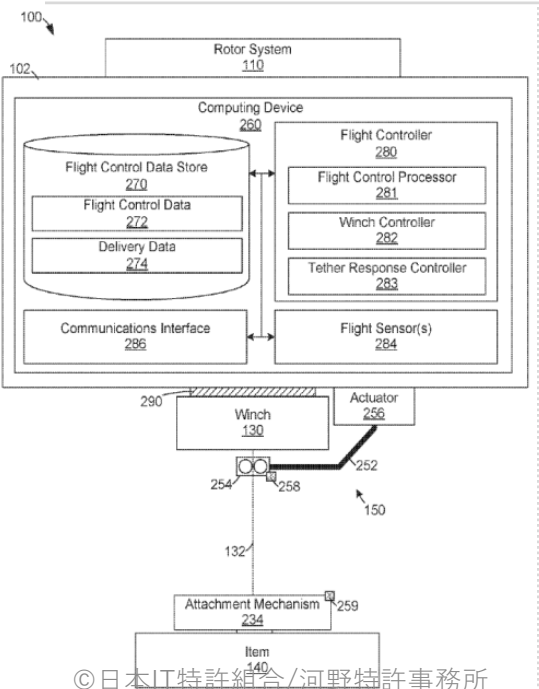 100
Rotor System
110
102
Computing Device
260
Flight Control Data Store
270
Flight Control Data
272
Delivery Data
274
Communications Interface
286
Flight Controller
280
Flight Control Processor
281
Winch Controller
282
Tether Response Controller
283
Flight Sensor(s)
284
290
Winch
130
Actuator
256
254
258
252
150
132
Attachment Mechanism
234
259
Item
140
©日本IT特許組合/河野特許事務所